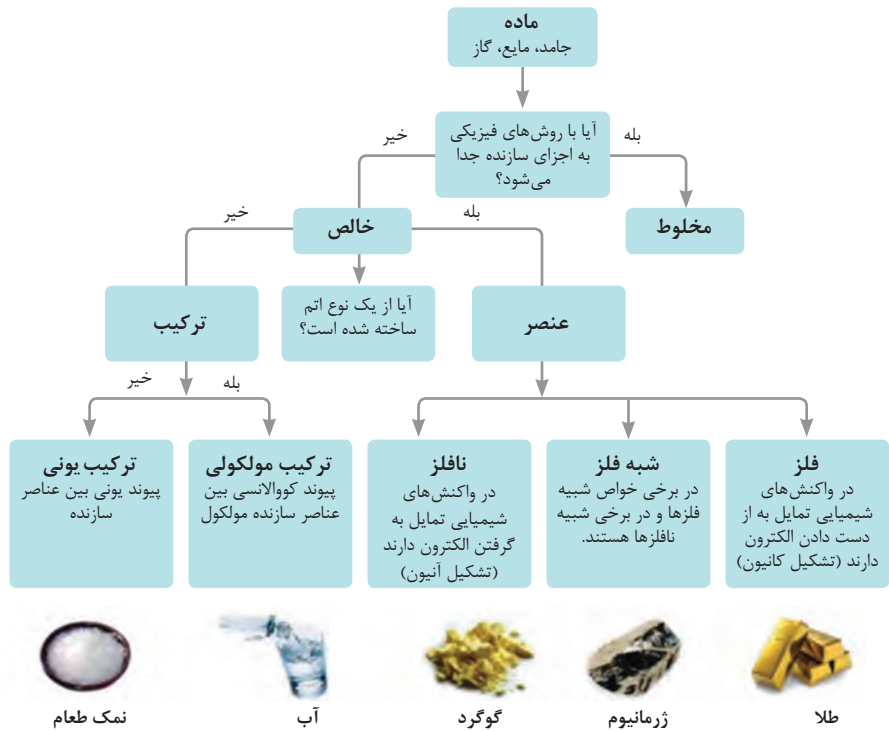 ماده
جامد، مایع، گاز
آیا با روش‌های فیزیکی
به اجزای سازنده جدا
می‌شود؟
بله
خیر
مخلوط
خالص
بله
خیر
آیا از یک نوع اتم
ساخته شده است؟
عنصر
ترکیب
بله
خیر
فلز
در واکنش‌های
شیمیایی تمایل به از
دست دادن الکترون
دارند (تشکیل کاتیون)
شبه فلز
در برخی خواص شبیه
فلزها و در برخی شبیه
نافلزها هستند.
نافلز
در واکنش‌های
شیمیایی تمایل به
گرفتن الکترون دارند
(تشکیل آنیون)
ترکیب مولکولی
پیوند کووالانسی بین
عناصر سازنده مولکول
ترکیب یونی
پیوند یونی بین عناصر
سازنده
طلا
ژرمانیوم
گوگرد
آب
نمک طعام